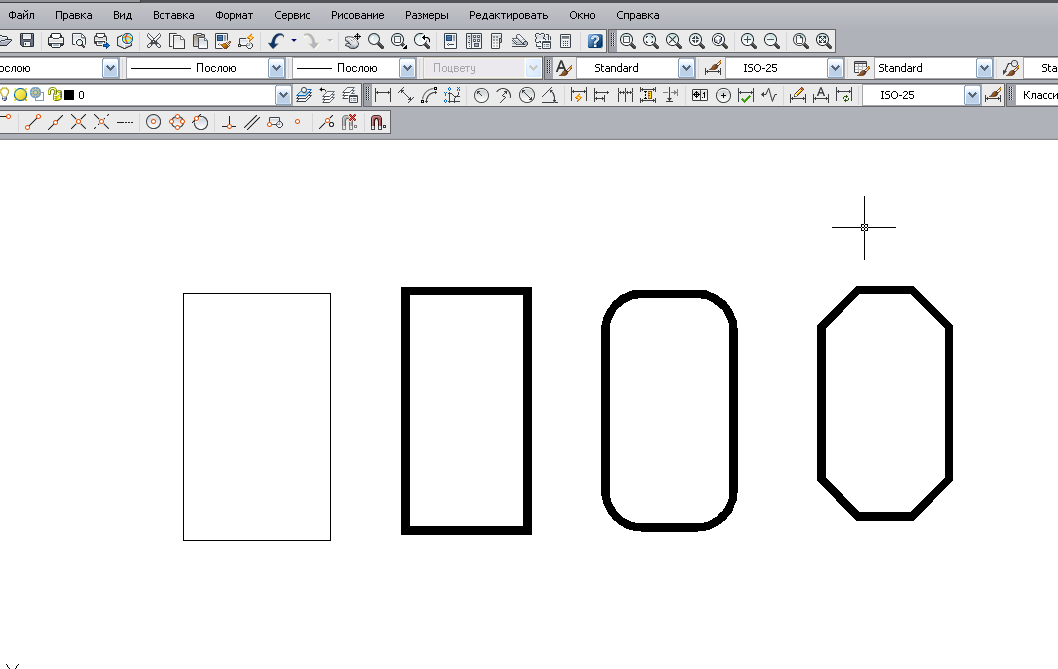 Файл Правка Вид Вставка Формат Сервис Рисование Размеры Редактировать Окно Справка
Послою Послою Поцвету Standard ISO-25 Standard
0 ISO-25